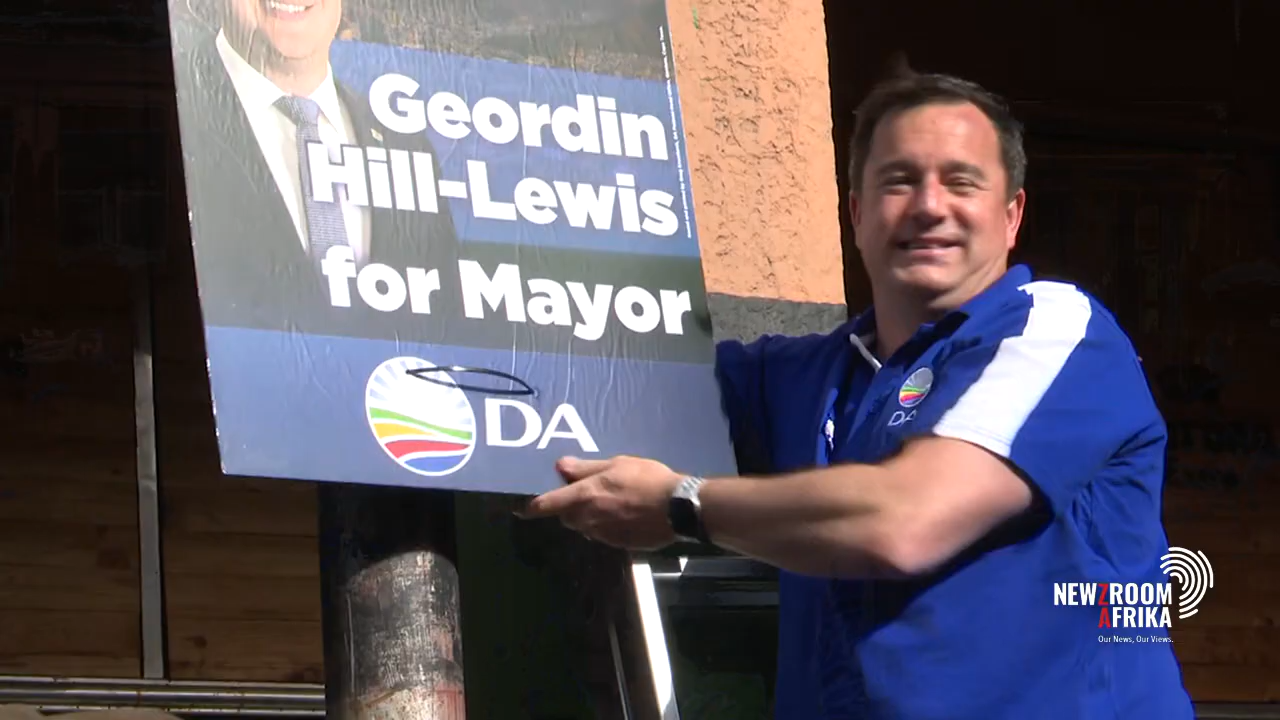 Geordin
Hill-Lewis
for Mayor
DA
DA
NEWZROOM
AFRIKA
Our News, Our Views.